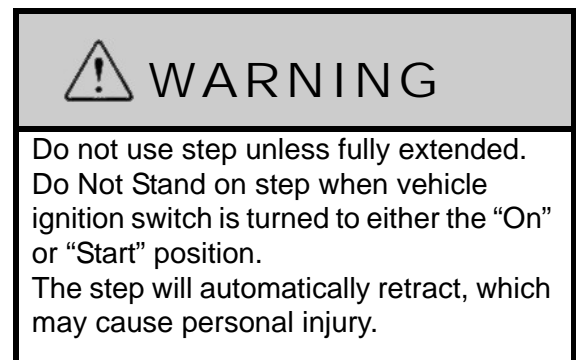 WARNING
Do not use step unless fully extended.
Do Not Stand on step when vehicle
ignition switch is turned to either the “On”
or “Start” position.
The step will automatically retract, which
may cause personal injury.